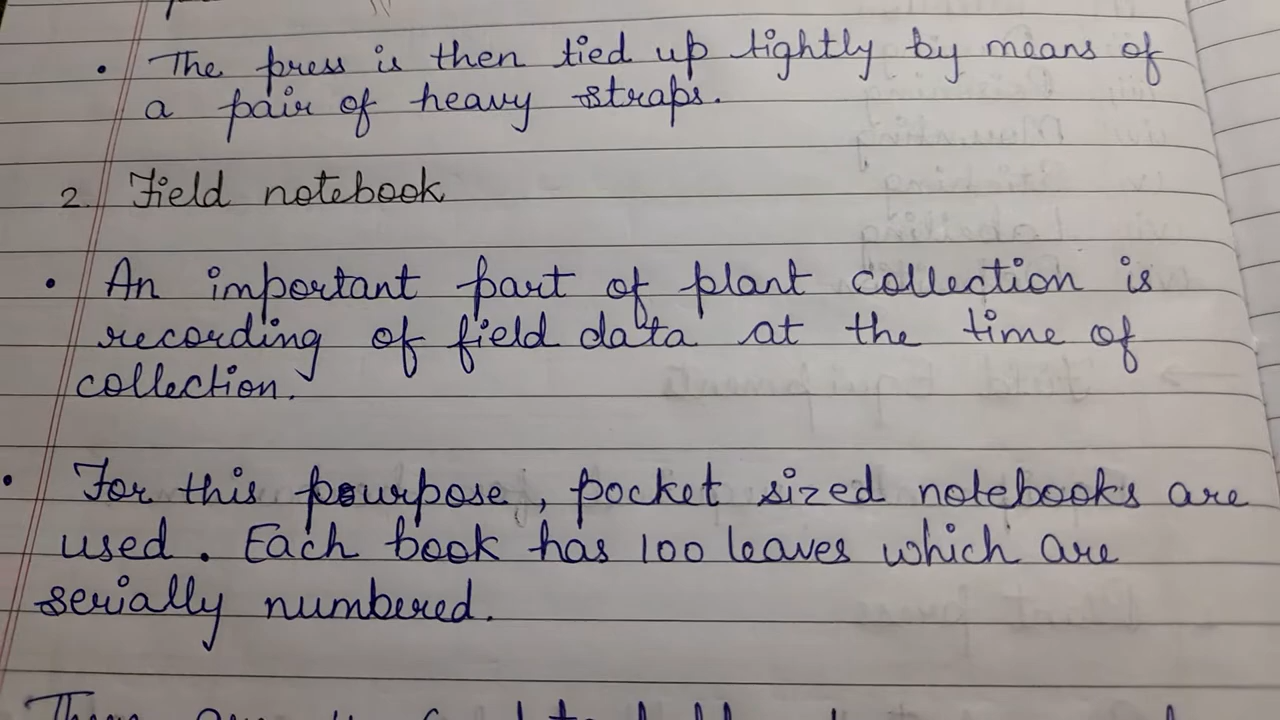 • The press is then tied up tightly by means of
a pair of heavy straps.
2. Field notebook
• An important part of plant collection is
recording of field data at the time of
collection.
• For this pourpose, pocket sized notebooks are
used. Each book has 100 leaves which are
serially numbered.